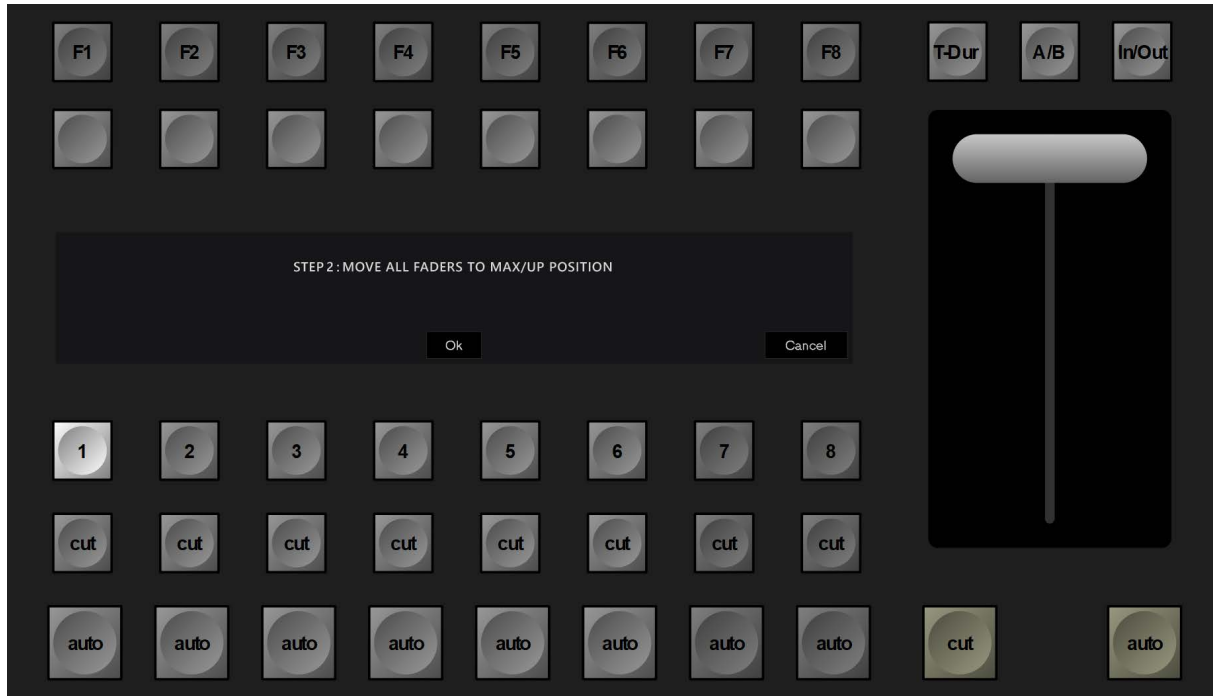 F1 F2 F3 F4 F5 F6 F7 F8 T-Dur A/B In/Out
STEP 2 : MOVE ALL FADERS TO MAX/UP POSITION
Ok Cancel
1 2 3 4 5 6 7 8
cut cut cut cut cut cut cut cut
auto auto auto auto auto auto auto auto cut auto